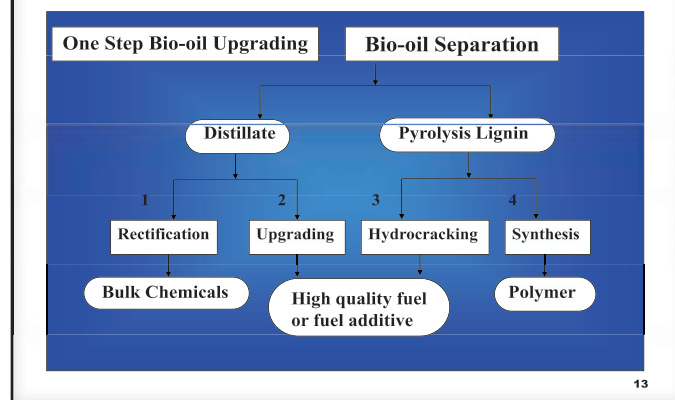 One Step Bio-oil Upgrading
Bio-oil Separation
Distillate
Pyrolysis Lignin
1
2
3
4
Rectification
Upgrading
Hydrocracking
Synthesis
Bulk Chemicals
High quality fuel
or fuel additive
Polymer
13